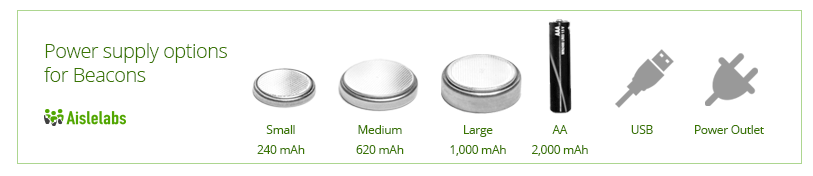 Power supply options
for Beacons
Aislelabs
AAA
Small
240 mAh
Medium
620 mAh
Large
1,000 mAh
AA
2,000 mAh
USB
Power Outlet